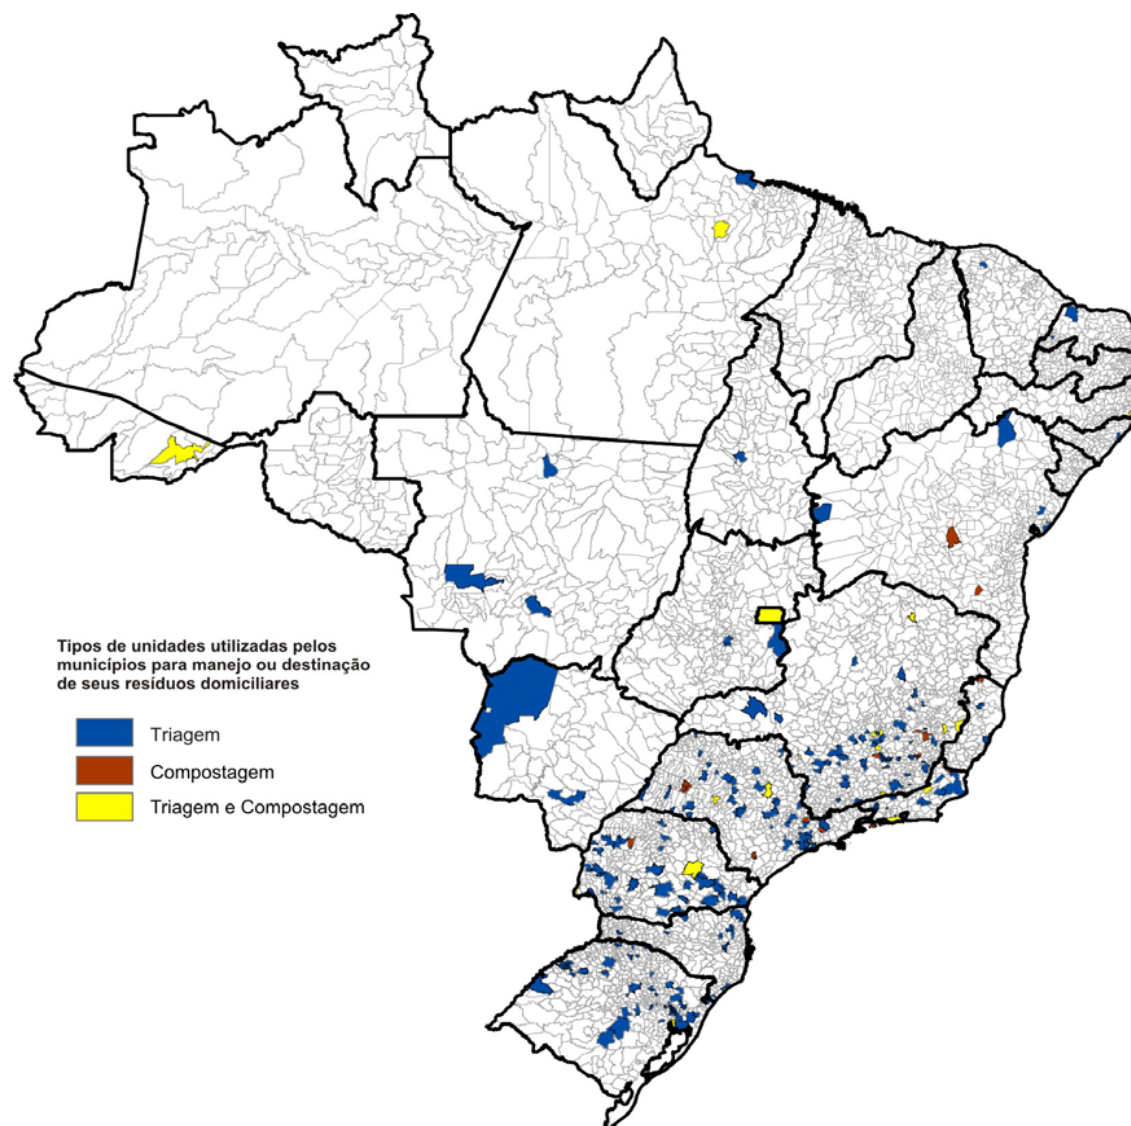 Tipos de unidades utilizadas pelos
municípios para manejo ou destinação
de seus resíduos domiciliares
Triagem
Compostagem
Triagem e Compostagem